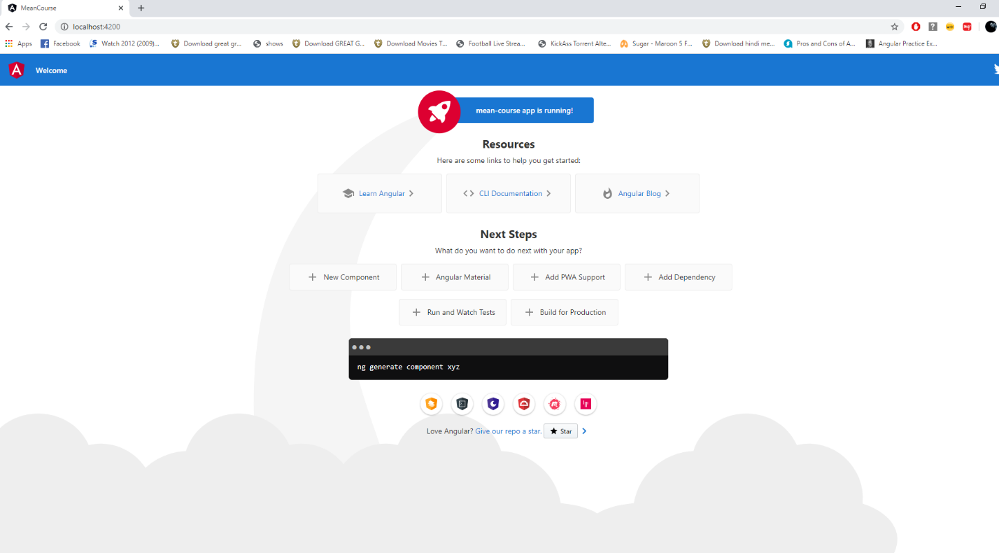 MeanCourse
localhost:4200
Apps Facebook Watch 2012 (2009)... Download great gr... shows Download GREAT G... Download Movies T... Football Live Strea... KickAss Torrent Alte... Sugar - Maroon 5 F... Download hindi me... Pros and Cons of A... Angular Practice Ex...
Welcome
mean-course app is running!
Resources
Here are some links to help you get started:
Learn Angular CLI Documentation Angular Blog
Next Steps
What do you want to do next with your app?
New Component Angular Material Add PWA Support Add Dependency
Run and Watch Tests Build for Production
ng generate component xyz
Love Angular? Give our repo a star. Star